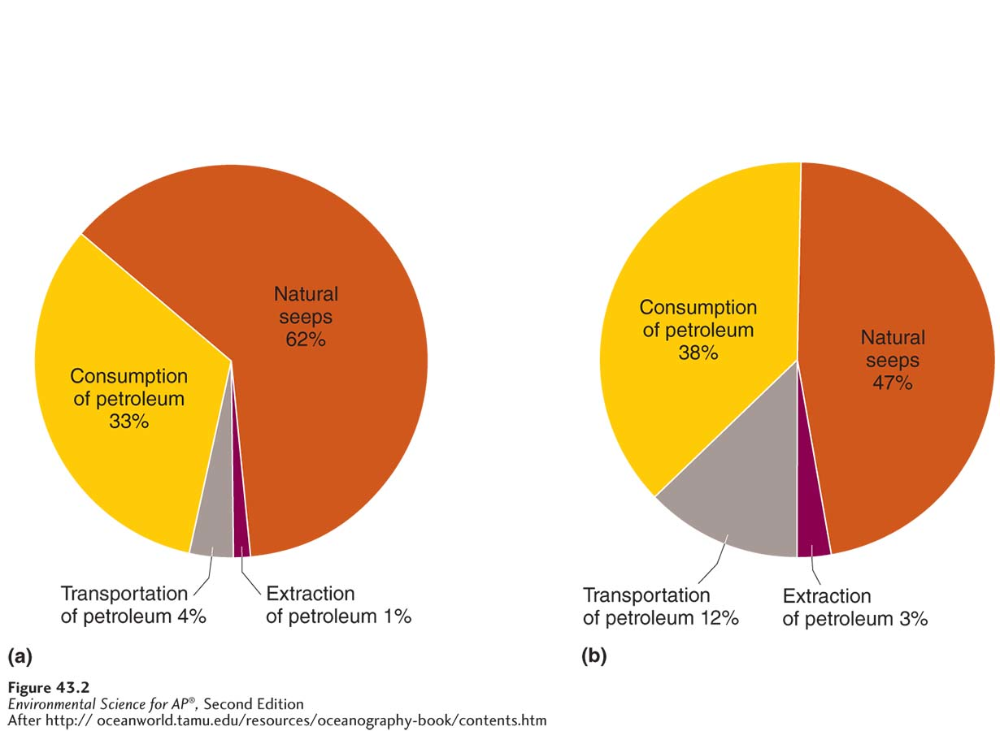 Natural
seeps
62%
Consumption
of petroleum
33%
Transportation
of petroleum 4%
Extraction
of petroleum 1%
(a)
Consumption
of petroleum
38%
Natural
seeps
47%
Transportation
of petroleum 12%
Extraction
of petroleum 3%
(b)
Figure 43.2
Environmental Science for AP®, Second Edition
After http:// oceanworld.tamu.edu/resources/oceanography-book/contents.htm